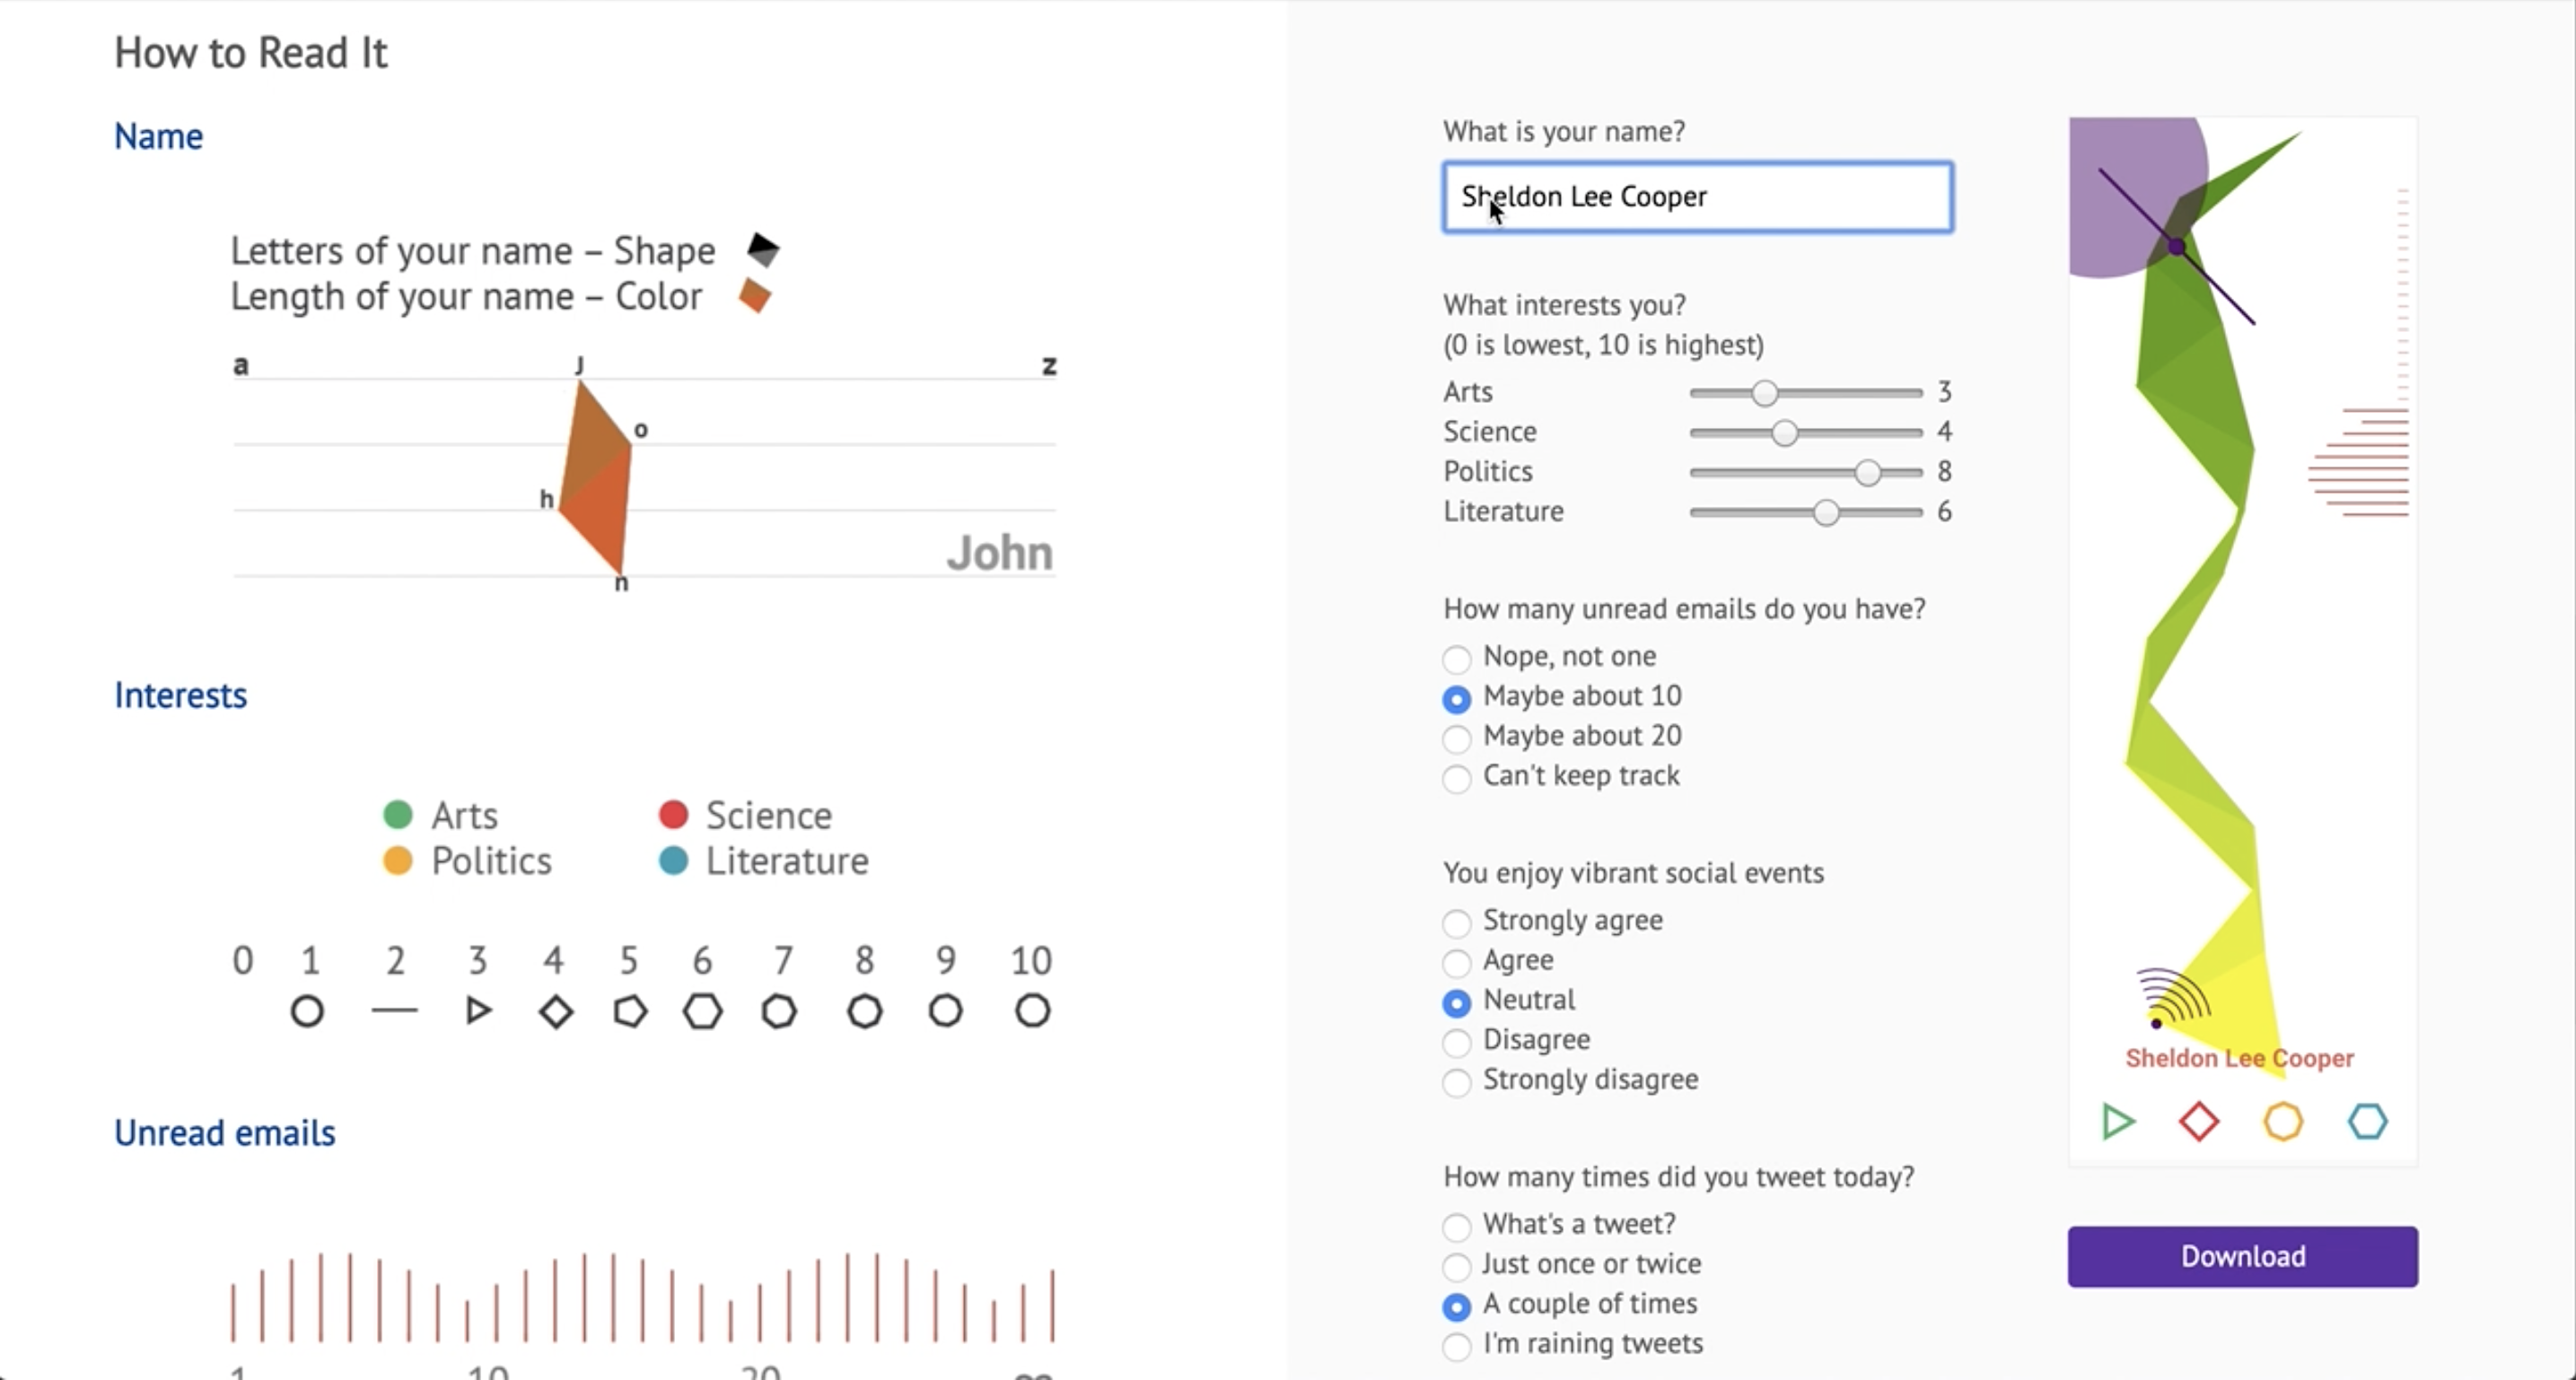 How to Read It
Name
Letters of your name – Shape
Length of your name – Color
a
J
z
o
h
John
n
Interests
Arts
Science
Politics
Literature
0 1 2 3 4 5 6 7 8 9 10
Unread emails
1 10 20
What is your name?
Sheldon Lee Cooper
What interests you?
(0 is lowest, 10 is highest)
Arts 3
Science 4
Politics 8
Literature 6
How many unread emails do you have?
Nope, not one
Maybe about 10
Maybe about 20
Can't keep track
You enjoy vibrant social events
Strongly agree
Agree
Neutral
Disagree
Strongly disagree
How many times did you tweet today?
What's a tweet?
Just once or twice
A couple of times
I'm raining tweets
Sheldon Lee Cooper
Download